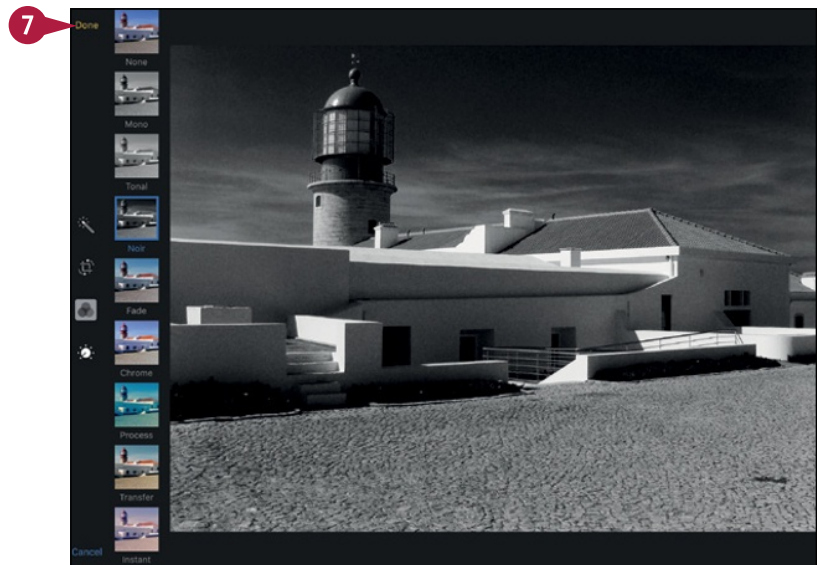 7
Done
None
Mono
Tonal
Noir
Fade
Chrome
Process
Transfer
Cancel
Instant